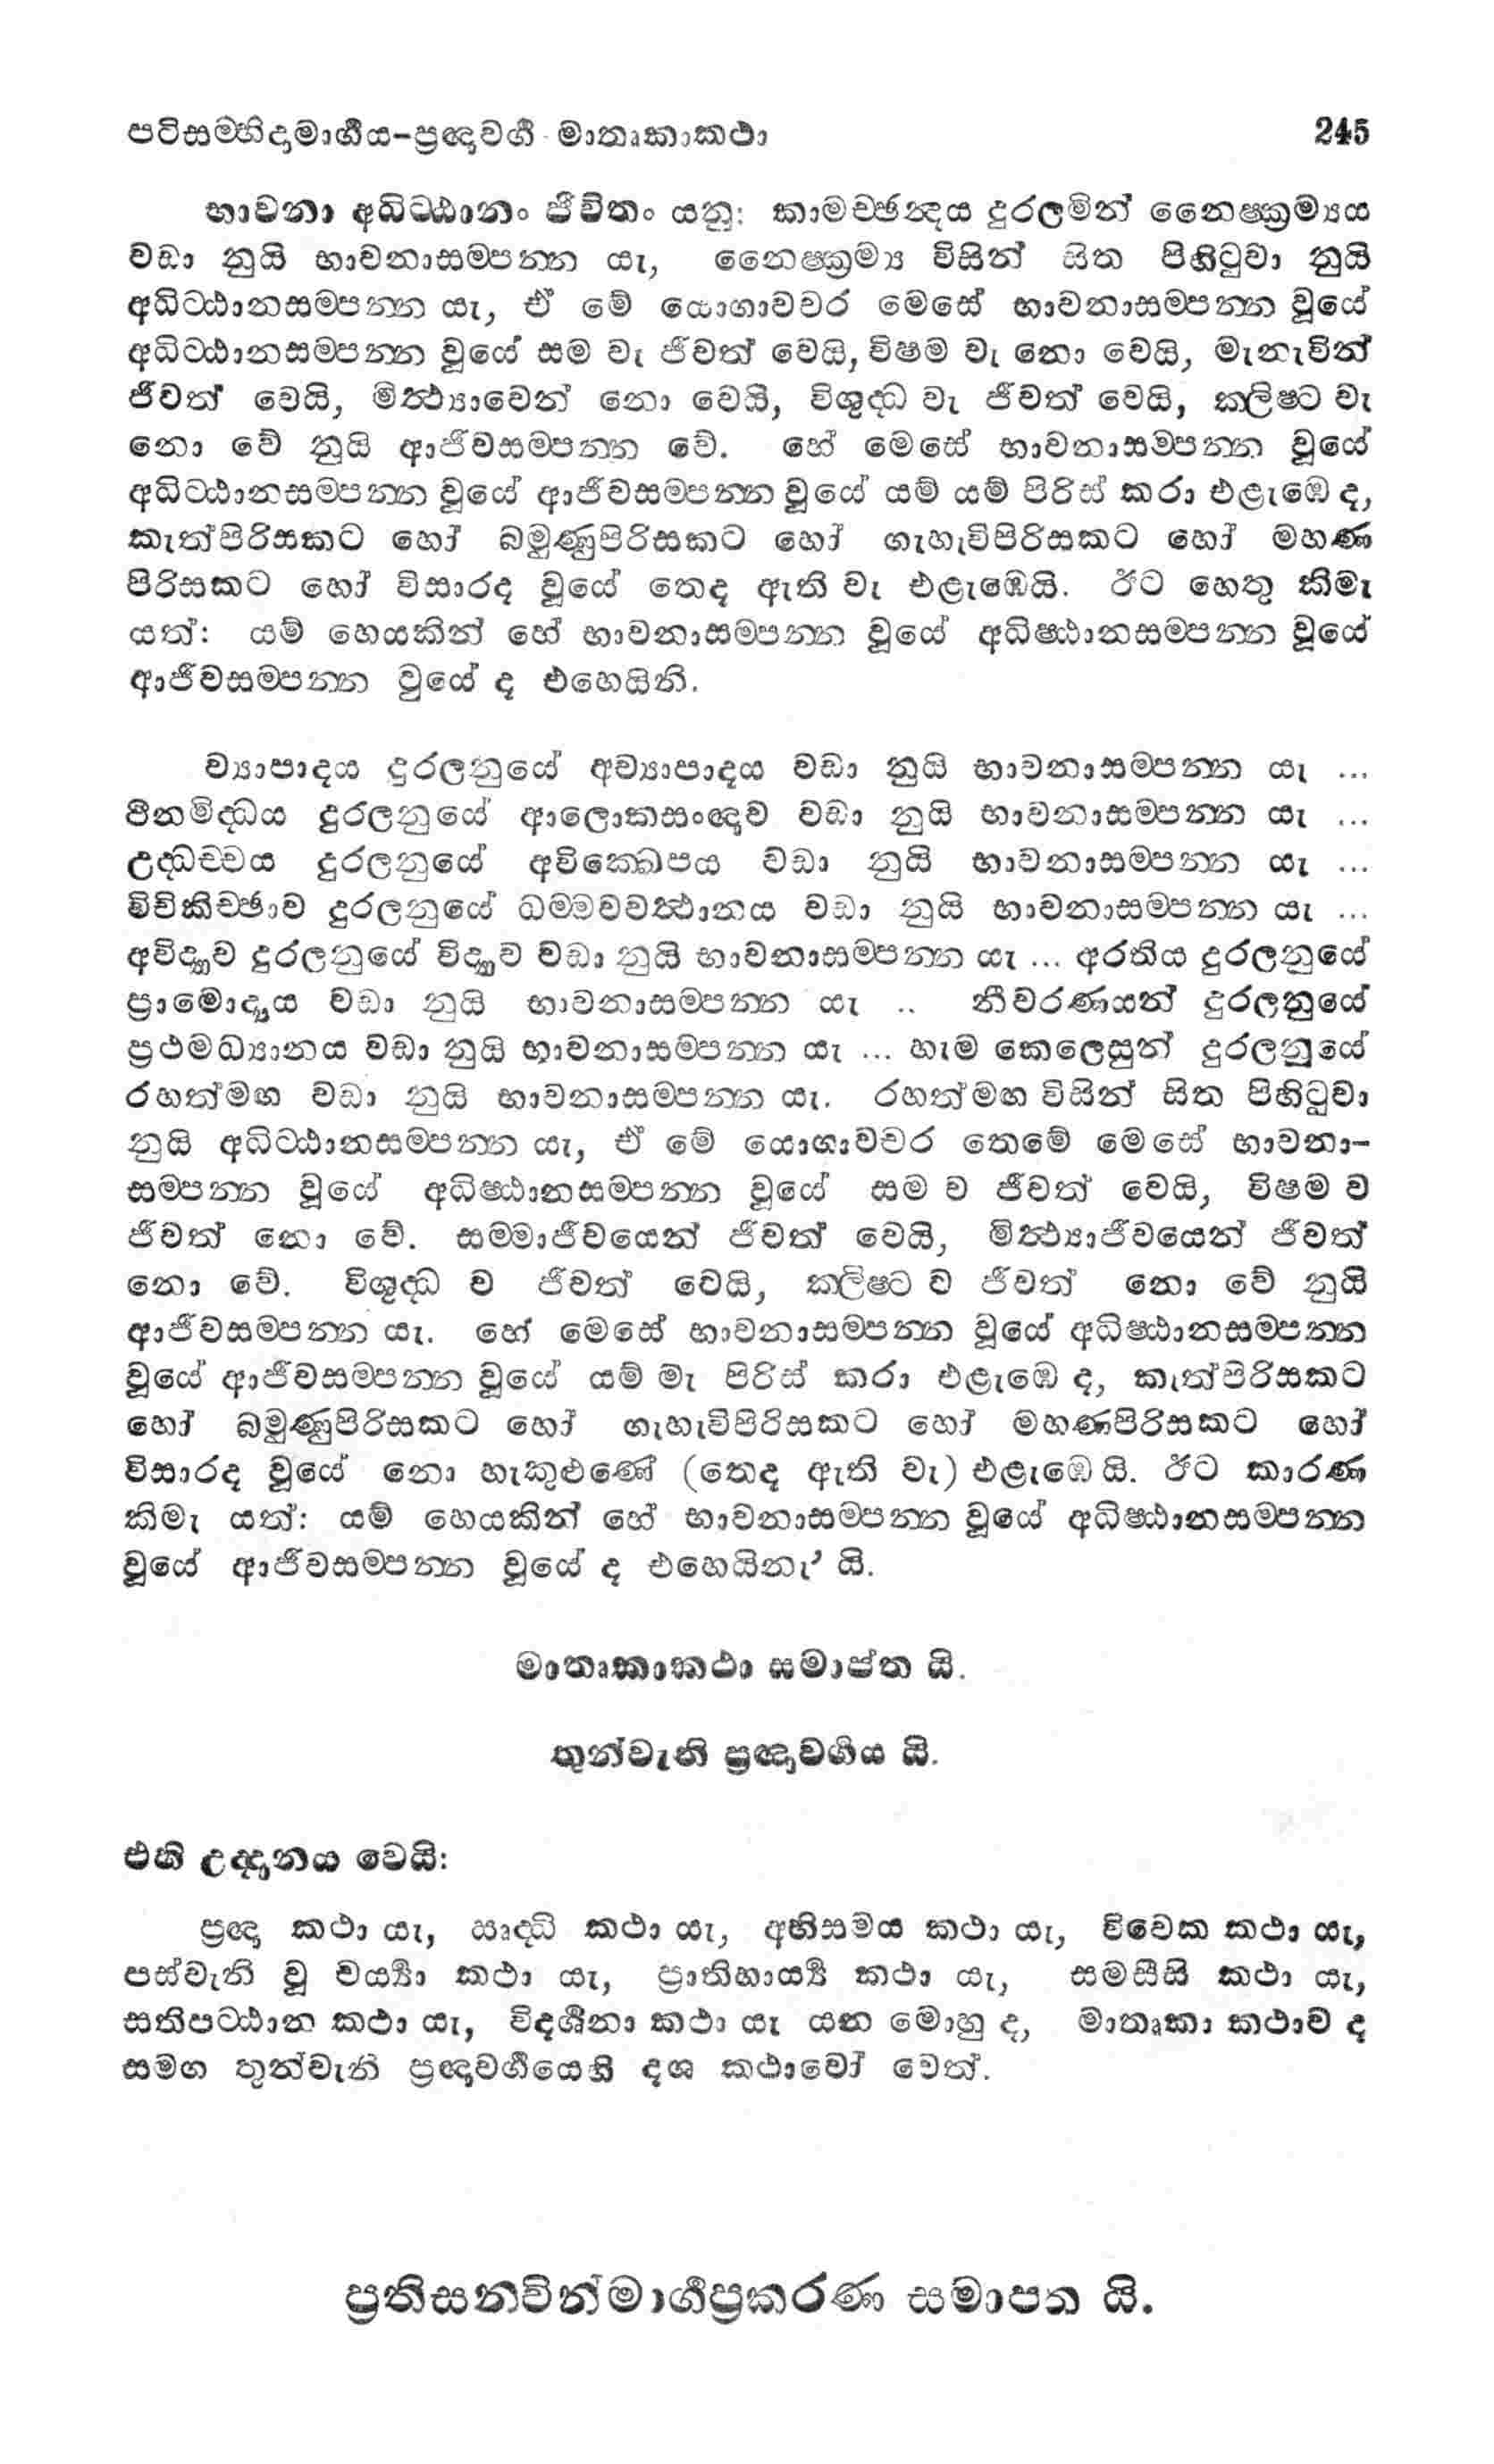 පටිසම්භිදාමාර්ගය-ප්‍රඥාවර්ග - මාතෘකාකථා 245
භාවනා අධිට්ඨානං ජීවිතං යනු: කාමච්ඡන්දය දුරලමින් නෛෂ්ක්‍රම්‍යය
වඩා නුයි භාවනාසම්පන්න යැ, නෛෂ්ක්‍රම්‍ය විසින් සිත පිහිටුවා නුයි
අධිට්ඨානසම්පන්න යැ, ඒ මේ යොගාවචර මෙසේ භාවනාසම්පන්න වූයේ
අධිට්ඨානසම්පන්න වූයේ සම වැ ජීවත් වෙයි, විෂම වැ නො වෙයි, මැනැවින්
ජීවත් වෙයි, මිත්‍ථ්‍යාවෙන් නො වෙයි, විශුද්ධ වැ ජීවත් වෙයි, ක්ලිෂ්ට වැ
නො වේ නුයි ආජීවසම්පන්න වේ. හේ මෙසේ භාවනාසම්පන්න වූයේ
අධිට්ඨානසම්පන්න වූයේ ආජීවසම්පන්න වූයේ යම් යම් පිරිස් කරා එළැඹෙ ද,
කැත්පිරිසකට හෝ බමුණුපිරිසකට හෝ ගැහැවිපිරිසකට හෝ මහණ
පිරිසකට හෝ විසාරද වූයේ තෙද ඇති වැ එළැඹෙයි. ඊට හෙතු කිමැ
යත්: යම් හෙයකින් හේ භාවනාසම්පන්න වූයේ අධිෂ්ඨානසම්පන්න වූයේ
ආජීවසම්පන්න වුයේ ද එහෙයිනි.
ව්‍යාපාදය දුරලනුයේ අව්‍යාපාදය වඩා නුයි භාවනාසම්පන්න යැ ...
ථීනමිද්ධය දුරලනුයේ ආලොකසංඥාව වඩා නුයි භාවනාසම්පන්න යැ ...
උද්ධච්චය දුරලනුයේ අවික්ඛෙපය වඩා නුයි භාවනාසම්පන්න යැ ...
විචිකිච්ඡාව දුරලනුයේ ධම්මවවත්‍ථානය වඩා නුයි භාවනාසම්පන්න යැ ...
අවිද්‍යාව දුරලනුයේ විද්‍යාව වඩා නුයි භාවනාසම්පන්න යැ ... අරතිය දුරලනුයේ
ප්‍රාමොද්‍යය වඩා නුයි භාවනාසම්පන්න යැ .. නීවරණයන් දුරලනුයේ
ප්‍රථමධ්‍යානය වඩා නුයි භාවනාසම්පන්න යැ ... හැම කෙලෙසුන් දුරලනුයේ
රහත්මඟ වඩා නුයි භාවනාසම්පන්න යැ. රහත්මඟ විසින් සිත පිහිටුවා
නුයි අධිට්ඨානසම්පන්න යැ, ඒ මේ යොගාවචර තෙමේ මෙසේ භාවනා-
සම්පන්න වූයේ අධිෂ්ඨානසම්පන්න වූයේ සම ව ජීවත් වෙයි, විෂම ව
ජීවත් නො වේ. සම්මාජීවයෙන් ජීවත් වෙයි, මිත්‍ථ්‍යාජීවයෙන් ජීවත්
නො වේ. විශුද්ධ ව ජීවත් වෙයි, ක්ලිෂ්ට ව ජීවත් නො වේ නුයි
ආජීවසම්පන්න යැ. හේ මෙසේ භාවනාසම්පන්න වූයේ අධිෂ්ඨානසම්පන්න
වූයේ ආජීවසම්පන්න වූයේ යම් මැ පිරිස් කරා එළැඹෙ ද, කැත්පිරිසකට
හෝ බමුණුපිරිසකට හෝ ගැහැවිපිරිසකට හෝ මහණපිරිසකට හෝ
විසාරද වූයේ නො හැකුළුණේ (තෙද ඇති වැ) එළැඹෙ යි. ඊට කාරණ
කිමැ යත්: යම් හෙයකින් හේ භාවනාසම්පන්න වූයේ අධිෂ්ඨානසම්පන්න
වූයේ ආජීවසම්පන්න වූයේ ද එහෙයිනැ’ යි.
මාතෘකාකථා සමාප්ත යි.
තුන්වැනි ප්‍රඥාවර්ගය යි.
එහි උද්දානය වෙයි:
ප්‍රඥා කථා යැ, ඍද්ධි කථා යැ, අභිසමය කථා යැ, විවෙක කථා යැ,
පස්වැනි වූ චර්‍ය්‍යා කථා යැ, ප්‍රාතිහාර්‍ය්‍ය කථා යැ, සමසීසි කථා යැ,
සතිපට්ඨාන කථා යැ, විදර්ශනා කථා යැ යන මොහු ද, මාතෘකා කථාව ද
සමග තුන්වැනි ප්‍රඥාවර්ගයෙහි දශ කථාවෝ වෙත්.
ප්‍රතිසන්වින්මාර්ගප්‍රකරණ සමාප්ත යි.